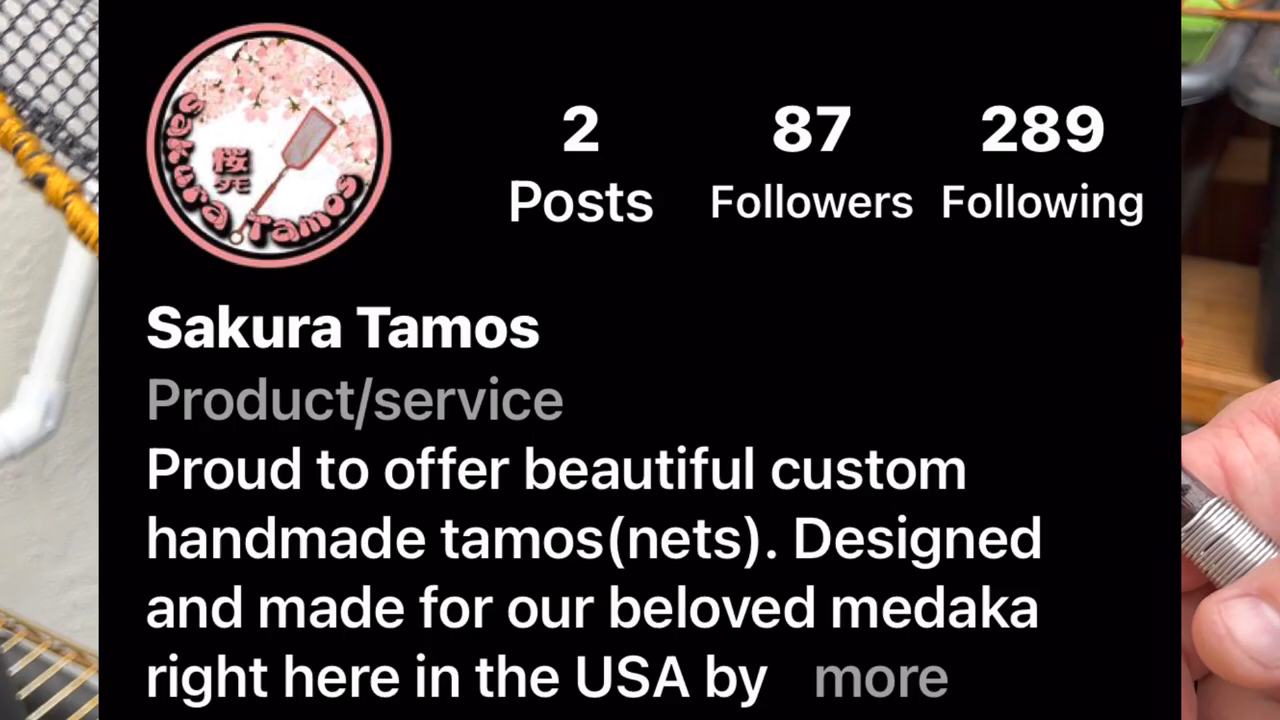 Sakura Tamos
桜
2
Posts
87
Followers
289
Following
Sakura Tamos
Product/service
Proud to offer beautiful custom
handmade tamos(nets). Designed
and made for our beloved medaka
right here in the USA by more